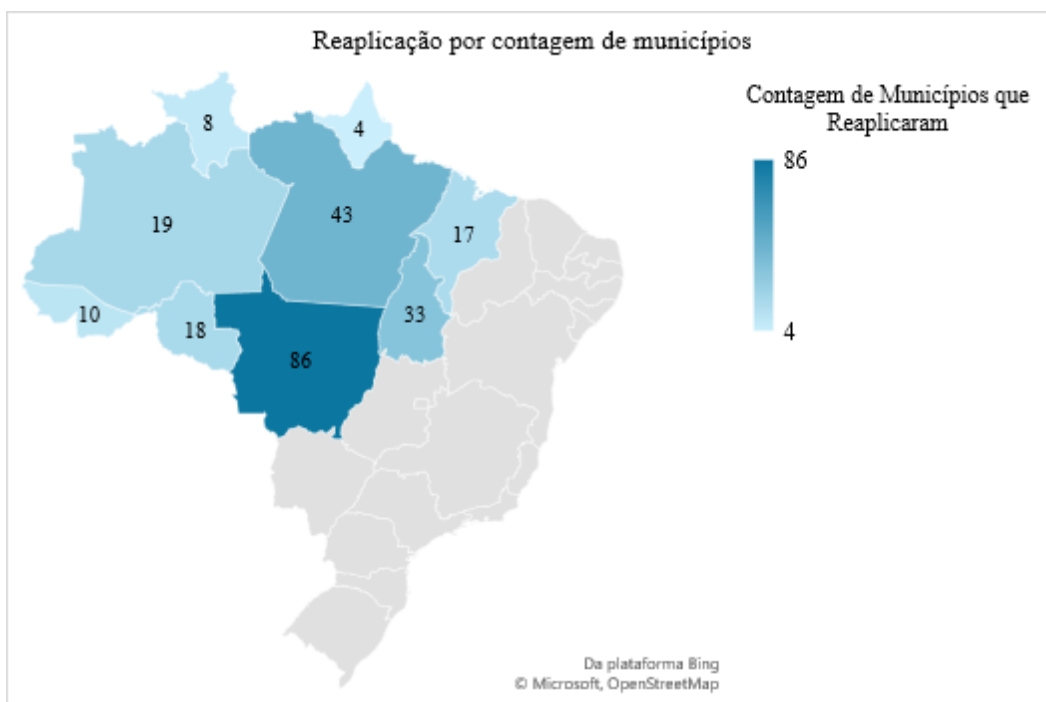 Reaplicação por contagem de municípios
Contagem de Municípios que
Reaplicaram
86
4
8
4
19
43
17
10
18
33
86
Da plataforma Bing
© Microsoft, OpenStreetMap